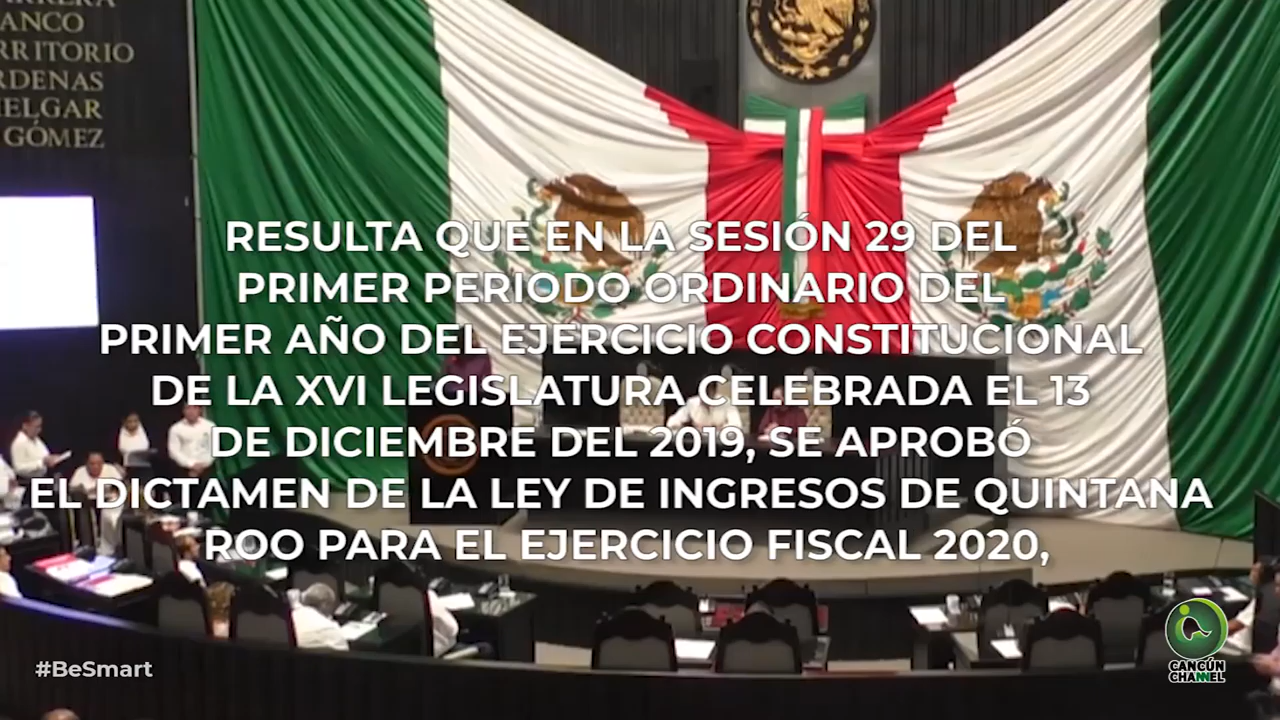 ANCO
RRITORIO
RDENAS
ELGAR
GÓMEZ
RESULTA QUE EN LA SESIÓN 29 DEL
PRIMER PERIODO ORDINARIO DEL
PRIMER AÑO DEL EJERCICIO CONSTITUCIONAL
DE LA XVI LEGISLATURA CELEBRADA EL 13
DE DICIEMBRE DEL 2019, SE APROBÓ
EL DICTAMEN DE LA LEY DE INGRESOS DE QUINTANA
ROO PARA EL EJERCICIO FISCAL 2020,
#BeSmart
CANCÚN
CHANNEL